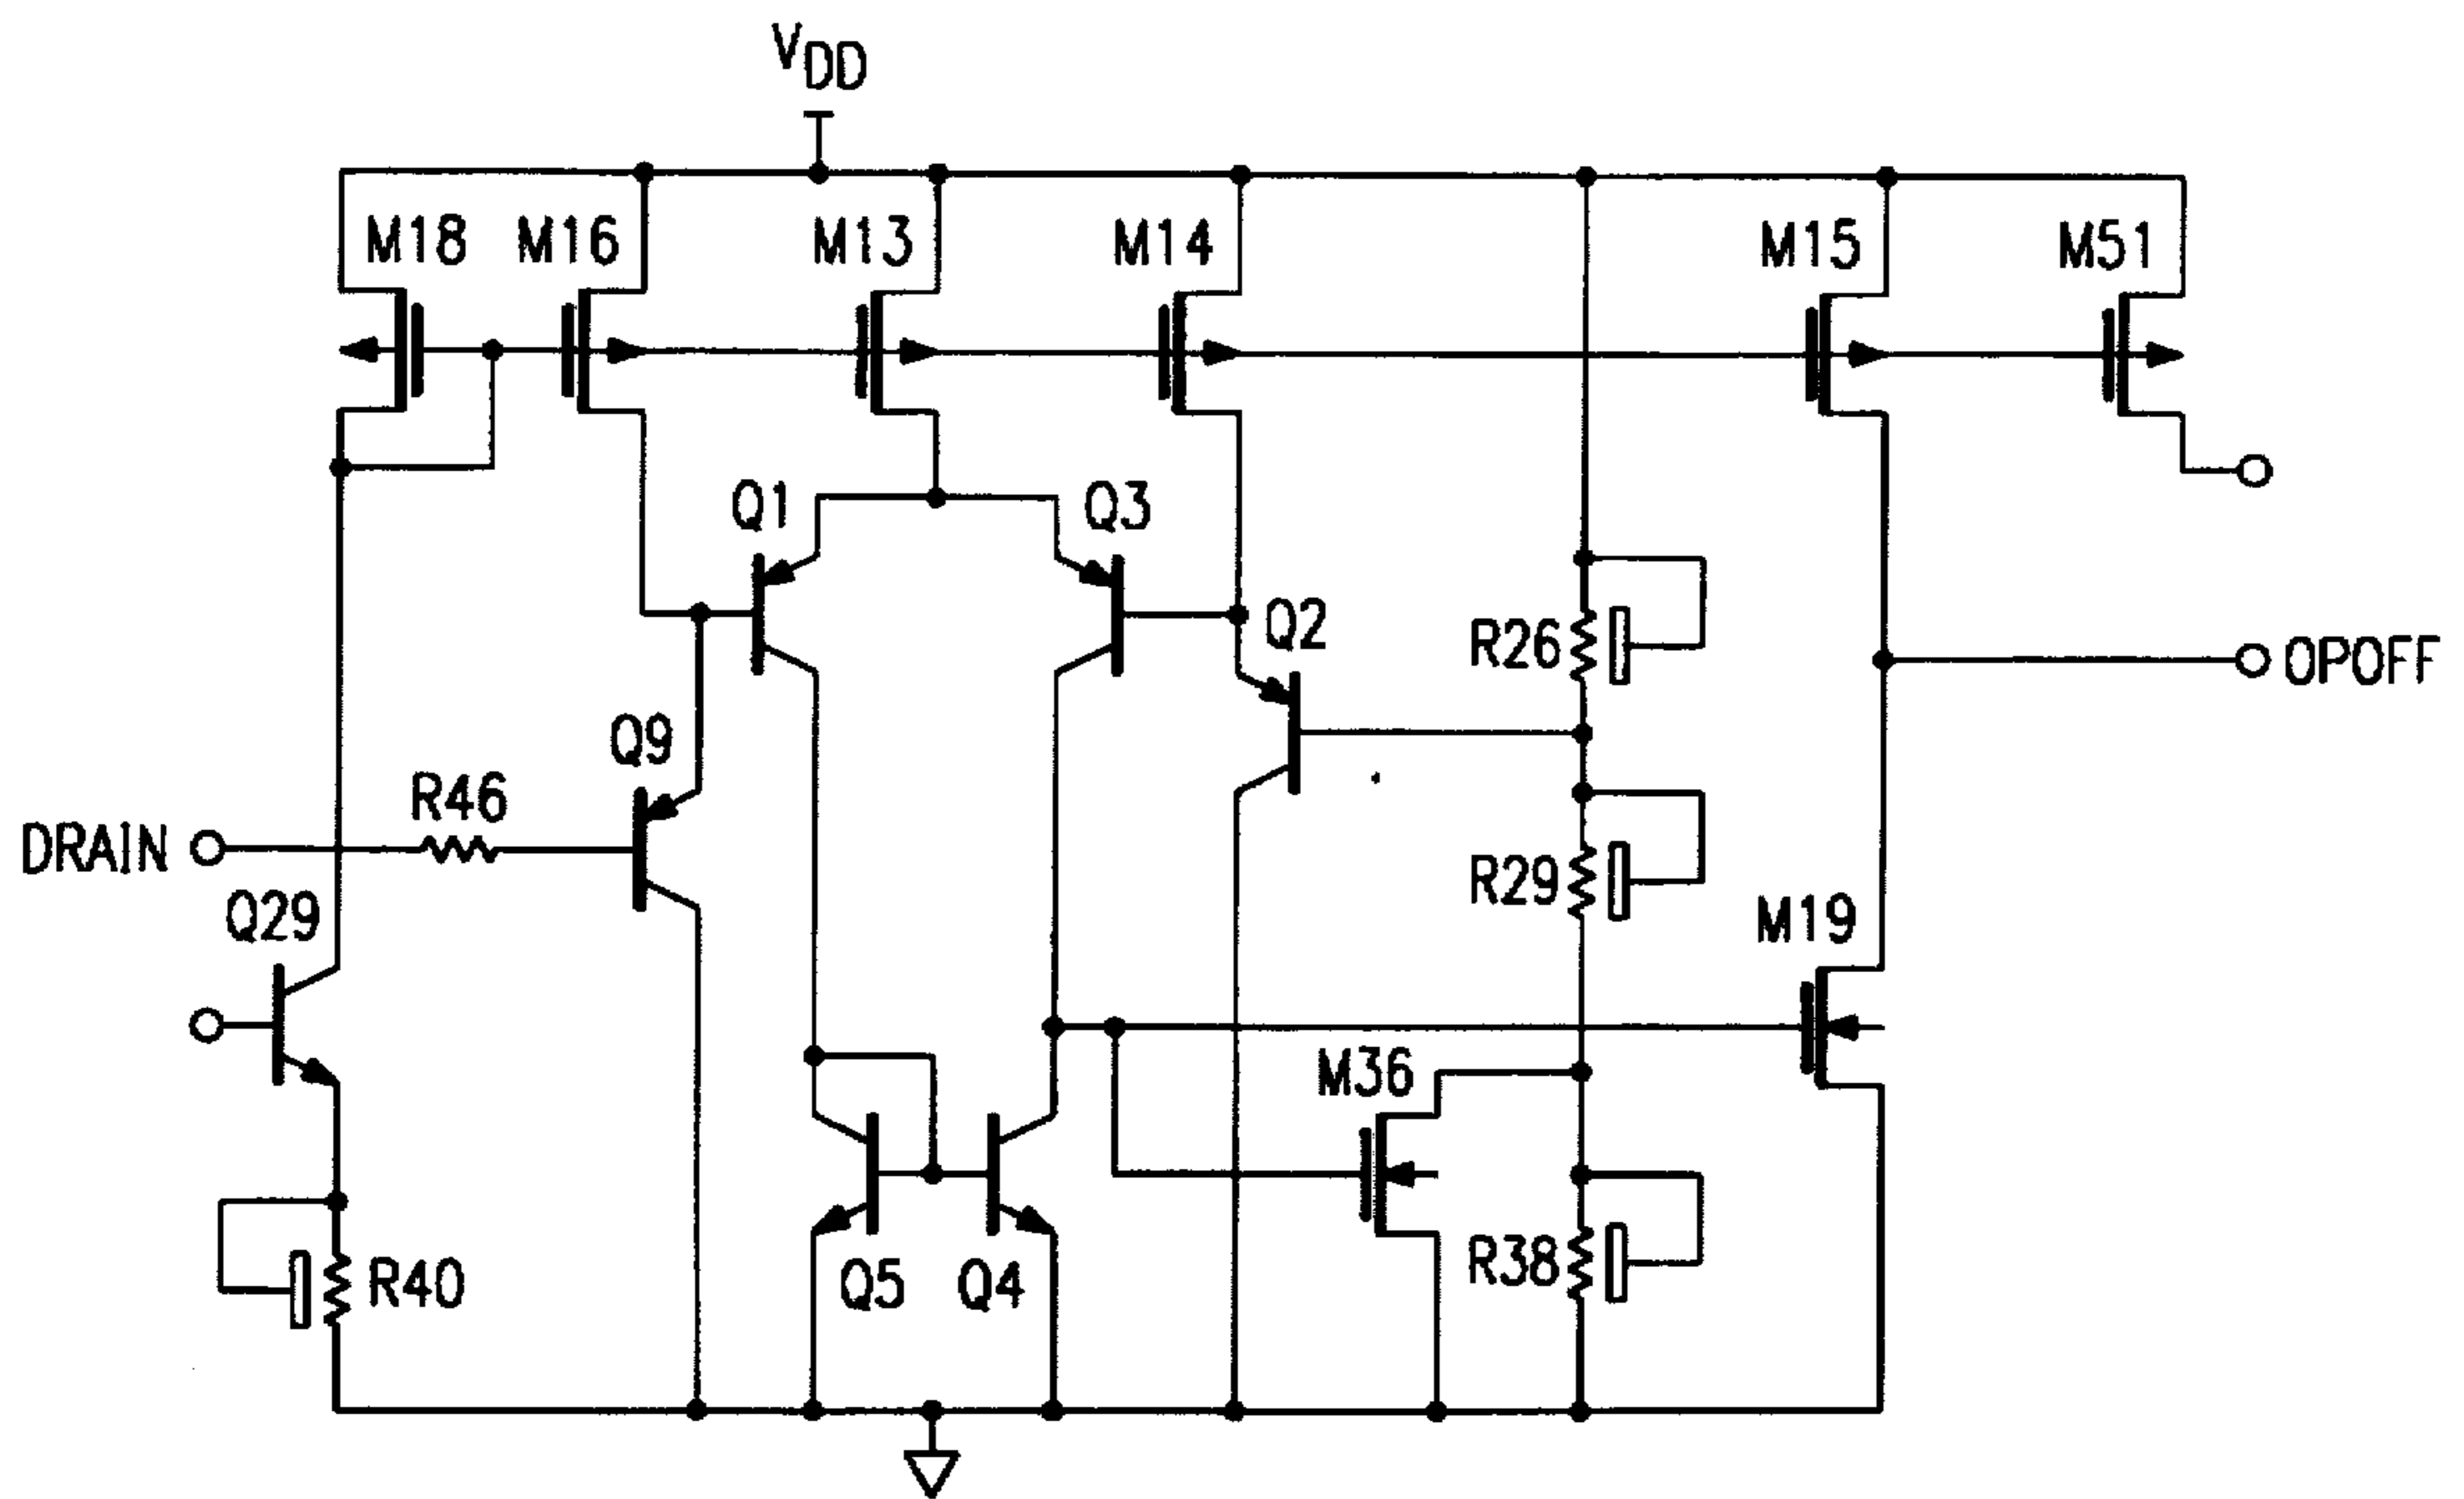 VDD
M18
M16
M13
M14
M15
M51
Q1
Q3
Q2
R26
OPOFF
Q9
R46
DRAIN
R29
Q29
M19
M36
R38
R40
Q5
Q4